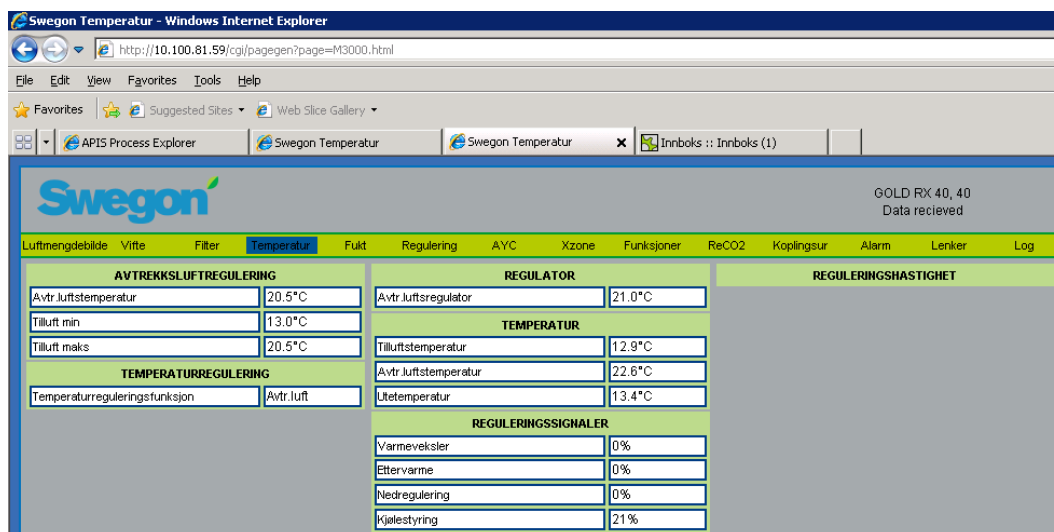 Swegon Temperatur - Windows Internet Explorer
http://10.100.81.59/cgi/pagegen?page=M3000.html
File Edit View Favorites Tools Help
Favorites Suggested Sites Web Slice Gallery
APIS Process Explorer Swegon Temperatur Swegon Temperatur Innboks :: Innboks (1)
Swegon
GOLD RX 40, 40
Data recieved
Luftmengdebilde Vifte Filter Temperatur Fukt Regulering AYC Xzone Funksjoner ReCO2 Koplingsur Alarm Lenker Log
AVTREKKSLUFTREGULERING
Avtr.luftstemperatur 20.5°C
Tilluft min 13.0°C
Tilluft maks 20.5°C
TEMPERATURREGULERING
Temperaturreguleringsfunksjon Avtr.luft
REGULATOR
Avtr.luftsregulator 21.0°C
TEMPERATUR
Tilluftstemperatur 12.9°C
Avtr.luftstemperatur 22.6°C
Utetemperatur 13.4°C
REGULERINGSSIGNALER
Varmeveksler 0%
Ettervarme 0%
Nedregulering 0%
Kjølestyring 21%
REGULERINGSHASTIGHET